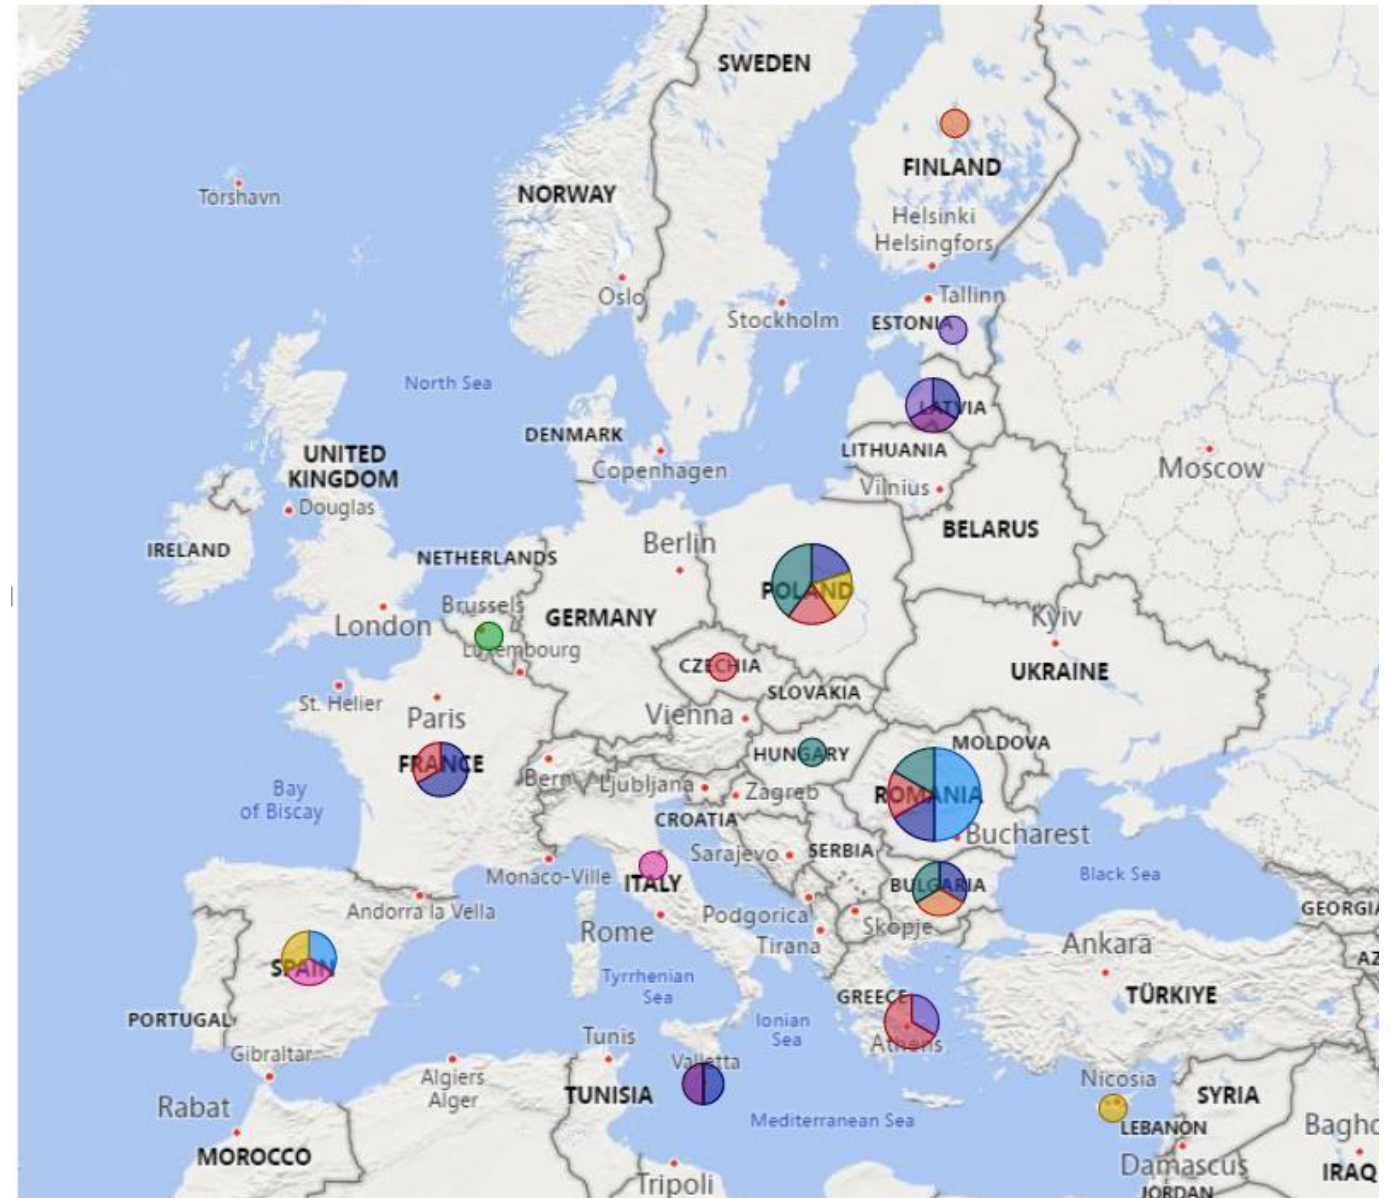 SWEDEN
FINLAND
Tórshavn
NORWAY
Helsinki
Helsingfors
Oslo
Tallinn
Stockholm
ESTONIA
North Sea
LATVIA
DENMARK
UNITED
KINGDOM
LITHUANIA
Copenhagen
Moscow
Vilnius
Douglas
BELARUS
IRELAND
NETHERLANDS
Berlin
POLAND
Brussels
London
GERMANY
Kyiv
Luxembourg
CZECHIA
UKRAINE
SLOVAKIA
St. Helier
Paris
Vienna
MOLDOVA
HUNGARY
FRANCE
Bern
Ljubljana
Zagreb
ROMANIA
Bay
of Biscay
CROATIA
Bucharest
Sarajevo
SERBIA
Monaco-Ville
ITALY
BULGARIA
Black Sea
Andorra la Vella
Podgorica
Skopje
GEORGIA
Rome
Tirana
Ankara
AZ
SPAIN
Tyrrhenian
Sea
GREECE
TÜRKIYE
PORTUGAL
Ionian
Sea
Tunis
Athens
Gibraltar
Valletta
Algiers
Alger
Nicosia
TUNISIA
SYRIA
Rabat
Mediterranean Sea
LEBANON
Baghd
MOROCCO
Damascus
IRAQ
Tripoli
JORDAN